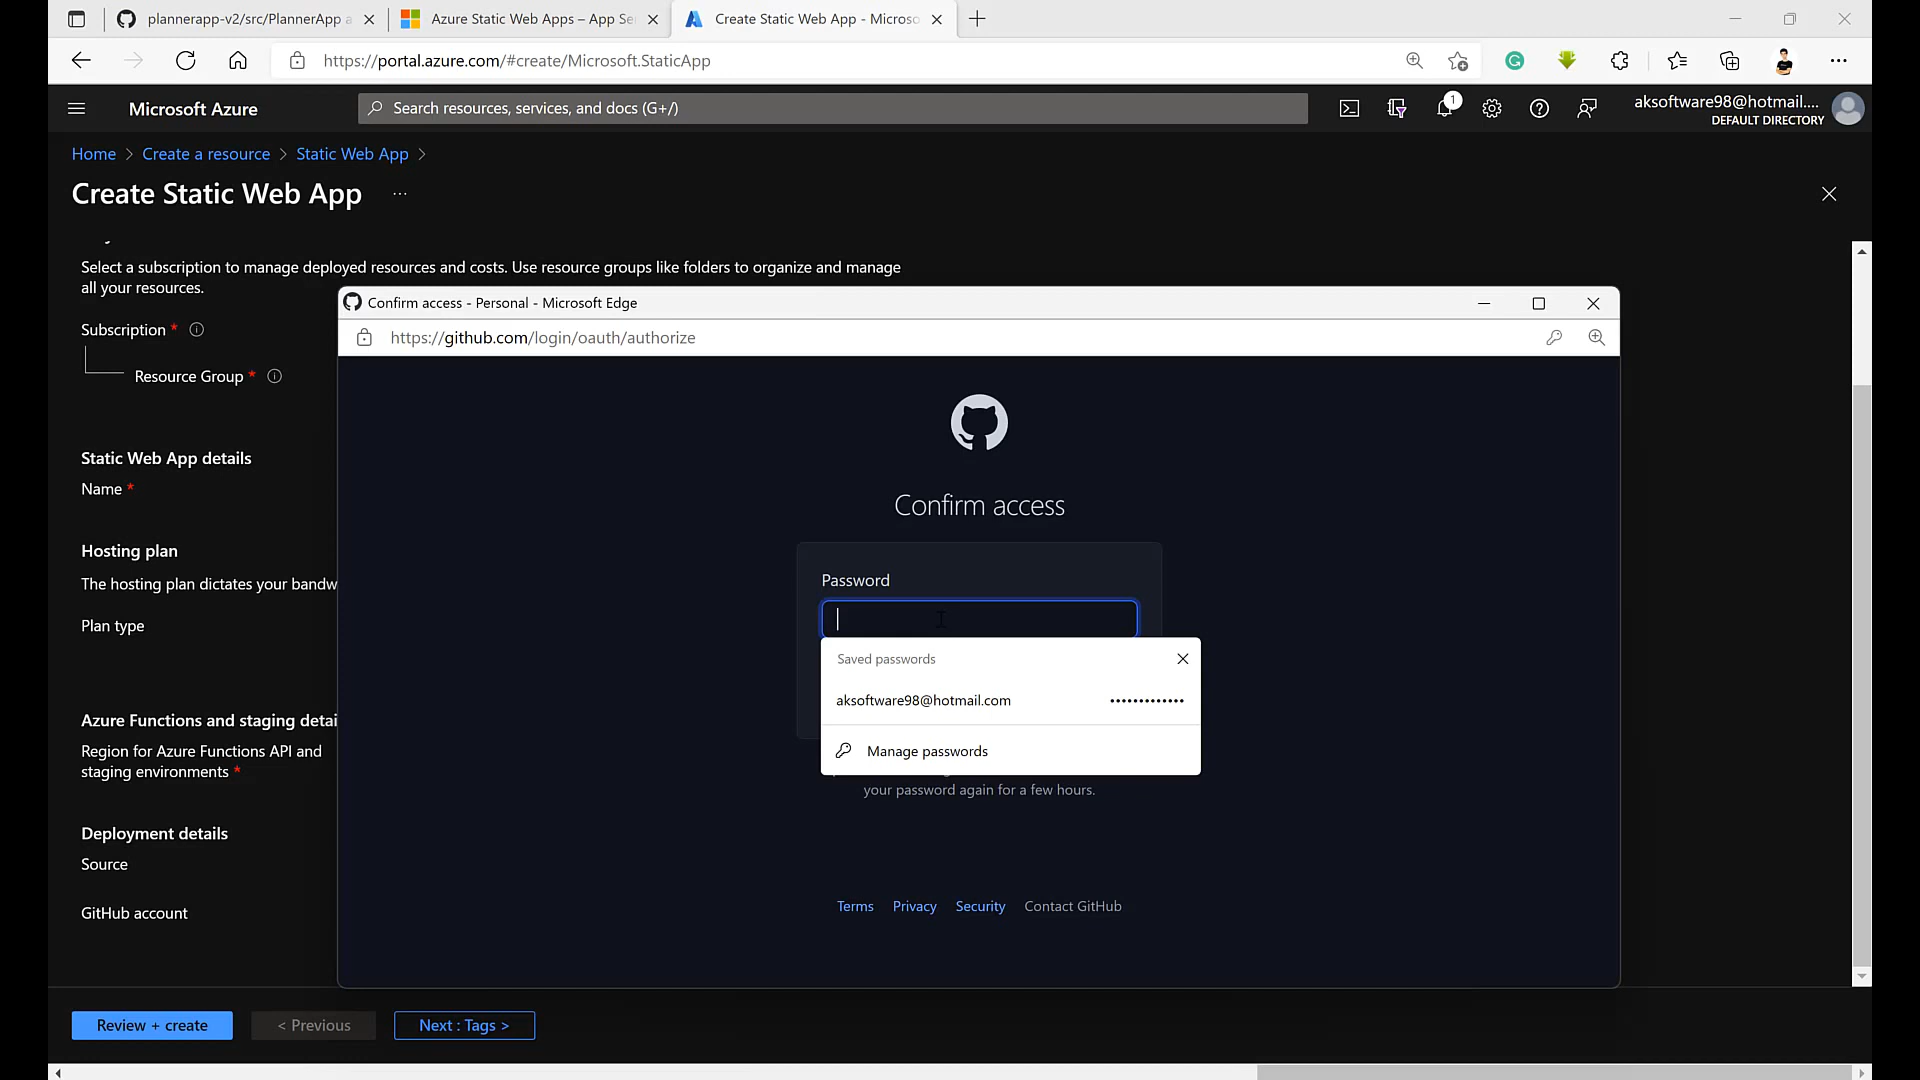 plannerapp-v2/src/PlannerApp a
Azure Static Web Apps – App Se
Create Static Web App - Microso
https://portal.azure.com/#create/Microsoft.StaticApp
Microsoft Azure
Search resources, services, and docs (G+/)
1
aksoftware98@hotmail....
DEFAULT DIRECTORY
Home > Create a resource > Static Web App >
Create Static Web App ...
Select a subscription to manage deployed resources and costs. Use resource groups like folders to organize and manage
all your resources.
Confirm access - Personal - Microsoft Edge
https://github.com/login/oauth/authorize
Subscription *
Resource Group *
Static Web App details
Name *
Hosting plan
The hosting plan dictates your bandw
Plan type
Azure Functions and staging detai
Region for Azure Functions API and
staging environments *
Deployment details
Source
GitHub account
Confirm access
Password
Saved passwords
aksoftware98@hotmail.com •••••••••••••
Manage passwords
your password again for a few hours.
Terms Privacy Security Contact GitHub
Review + create
< Previous
Next : Tags >